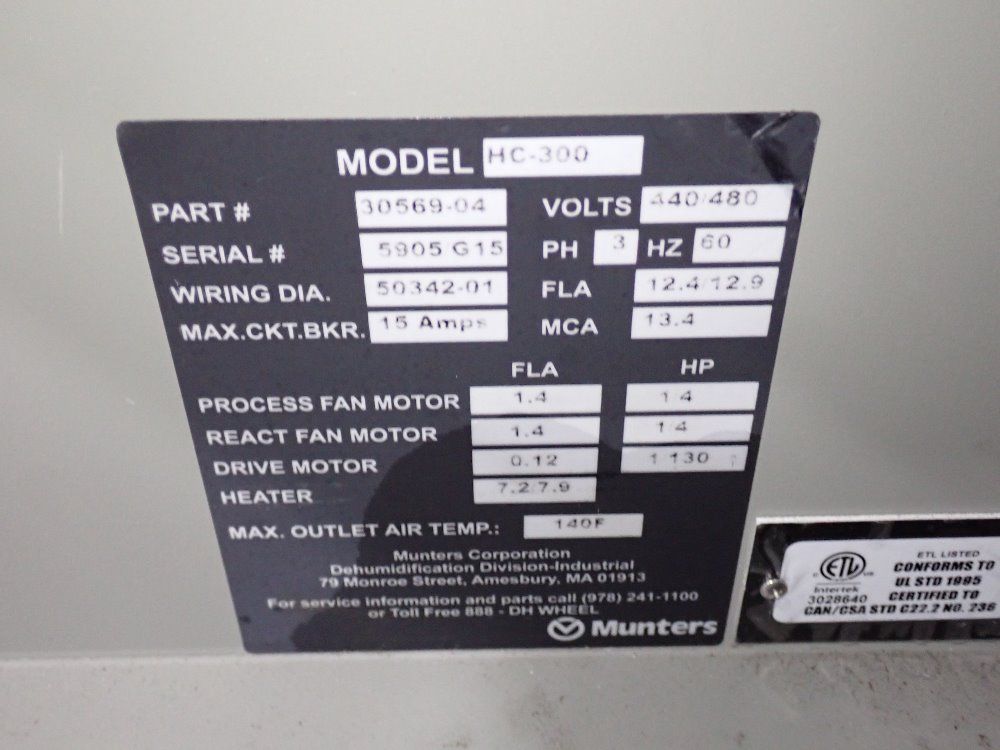 MODEL HC-300
PART # 30569-04 VOLTS 440/480
SERIAL # 5905 G15 PH 3 HZ 60
WIRING DIA. 50342-01 FLA 12.4/12.9
MAX.CKT.BKR. 15 Amps MCA 13.4
FLA HP
PROCESS FAN MOTOR 1.4 1/4
REACT FAN MOTOR 1.4 1/4
DRIVE MOTOR 0.12 1/130
HEATER 7.2/7.9
MAX. OUTLET AIR TEMP.: 140F
Munters Corporation
Dehumidification Division-Industrial
79 Monroe Street, Amesbury, MA 01913
For service information and parts call (978) 241-1100
or Toll Free 888 - DH WHEEL
Munters
ETL LISTED
CONFORMS TO
UL STD 1995
CERTIFIED TO
CAN/CSA STD C22.2 NO. 236
C ETL US
Intertek
3028640